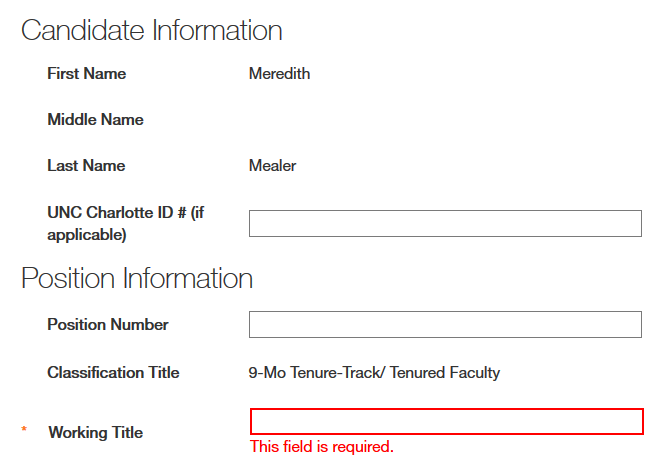 Candidate Information
First Name Meredith
Middle Name
Last Name Mealer
UNC Charlotte ID # (if
applicable)
Position Information
Position Number
Classification Title 9-Mo Tenure-Track/ Tenured Faculty
* Working Title
This field is required.